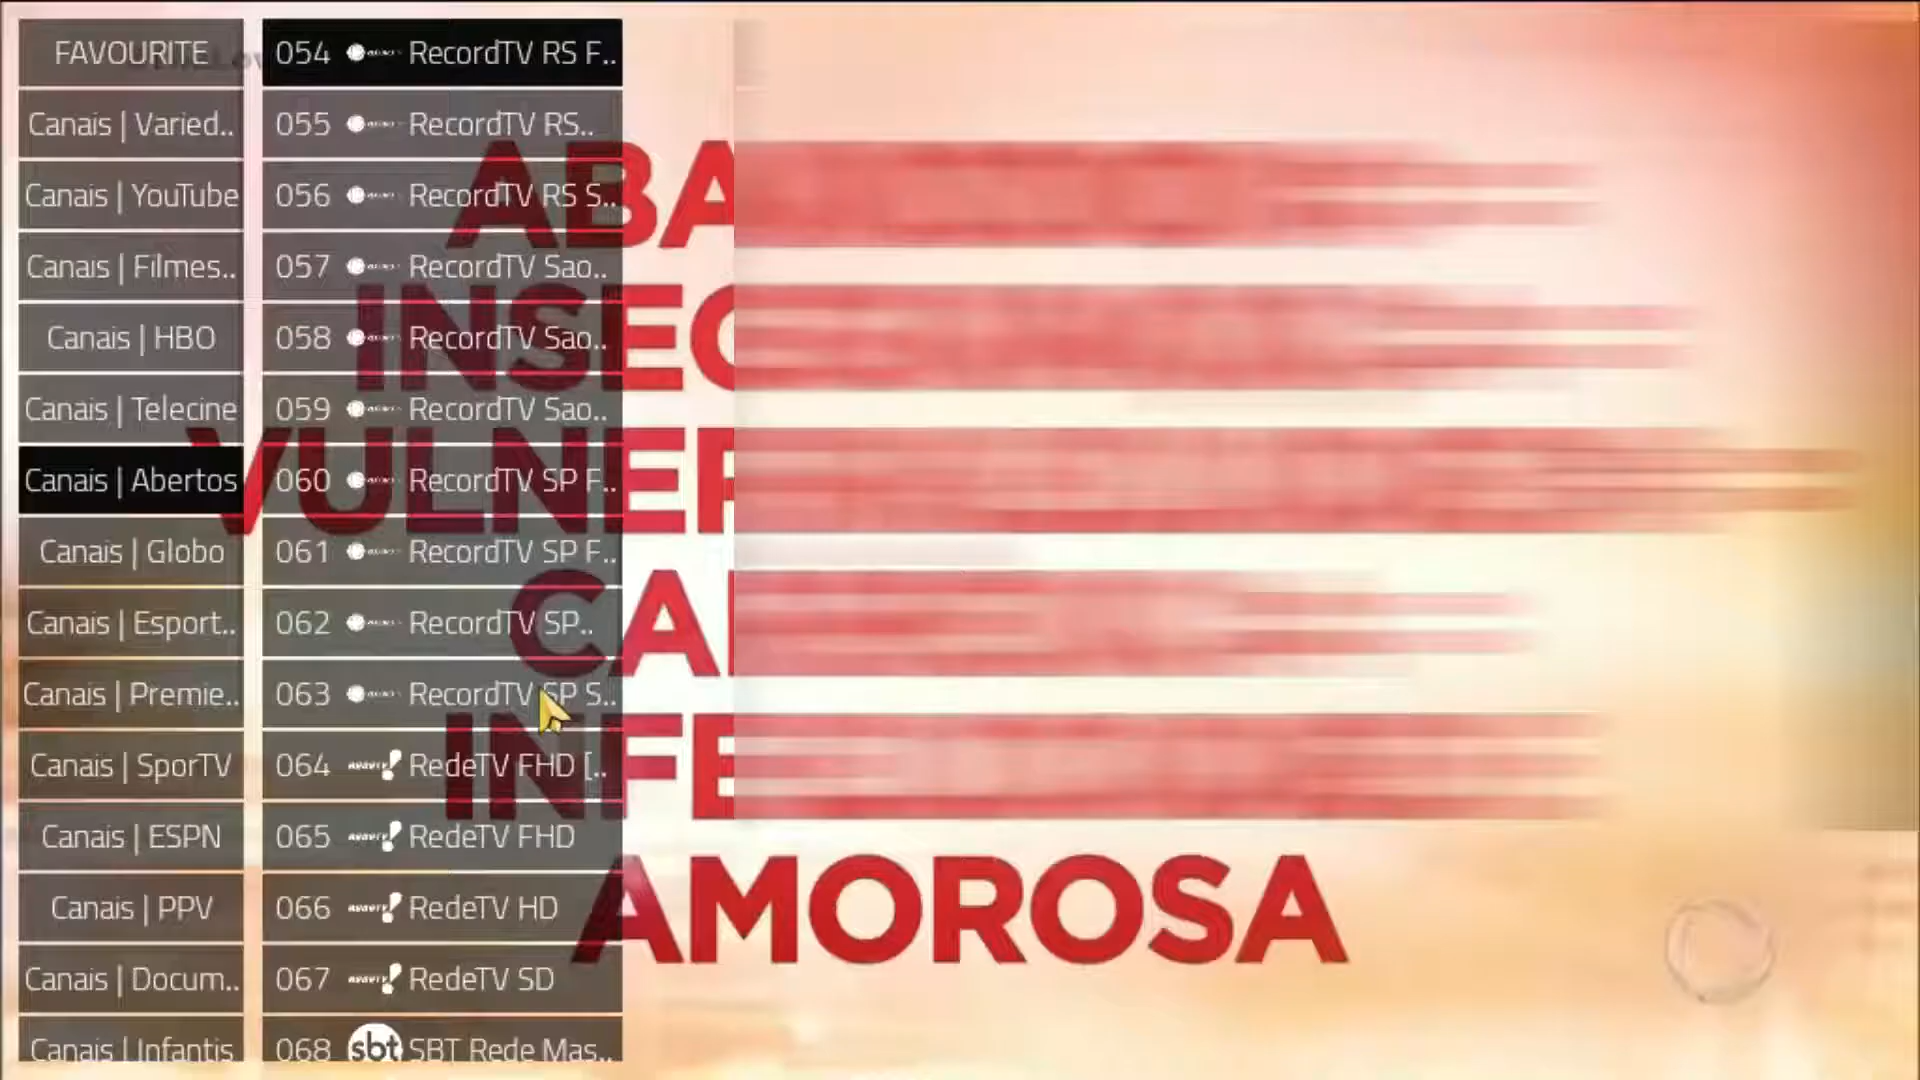 FAVOURITE
Canais | Varied..
Canais | YouTube
Canais | Filmes..
Canais | HBO
Canais | Telecine
Canais | Abertos
Canais | Globo
Canais | Esport..
Canais | Premie..
Canais | SporTV
Canais | ESPN
Canais | PPV
Canais | Docum..
Canais | Infantis
054 RecordTV RS F..
055 RecordTV RS..
056 RecordTV RS S..
057 RecordTV Sao..
058 RecordTV Sao..
059 RecordTV Sao..
060 RecordTV SP F..
061 RecordTV SP F..
062 RecordTV SP..
063 RecordTV SP S..
064 RedeTV FHD [..
065 RedeTV FHD
066 RedeTV HD
067 RedeTV SD
068 sbt SBT Rede Mas..
AMOROSA